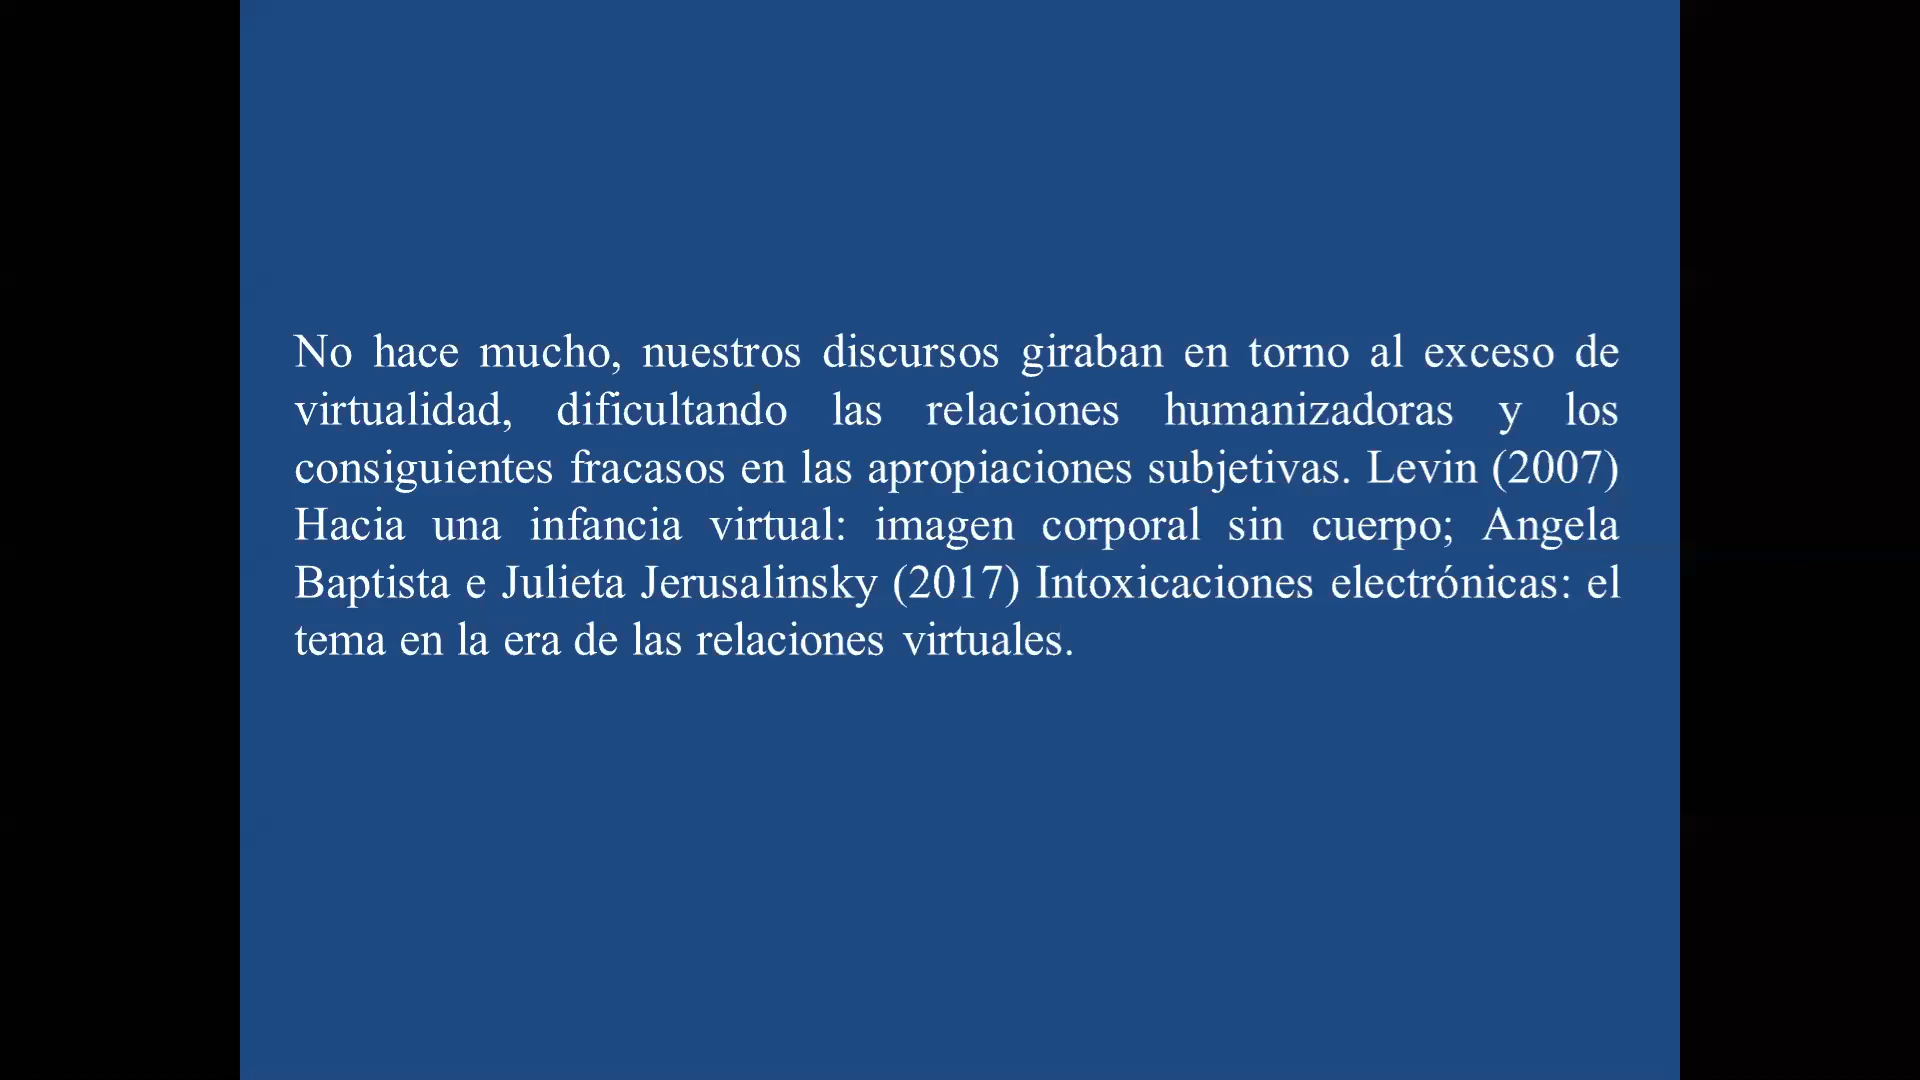 No hace mucho, nuestros discursos giraban en torno al exceso de
virtualidad, dificultando las relaciones humanizadoras y los
consiguientes fracasos en las apropiaciones subjetivas. Levin (2007)
Hacia una infancia virtual: imagen corporal sin cuerpo; Angela
Baptista e Julieta Jerusalinsky (2017) Intoxicaciones electrónicas: el
tema en la era de las relaciones virtuales.